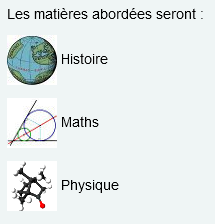 Les matières abordées seront :
Histoire
Maths
Physique